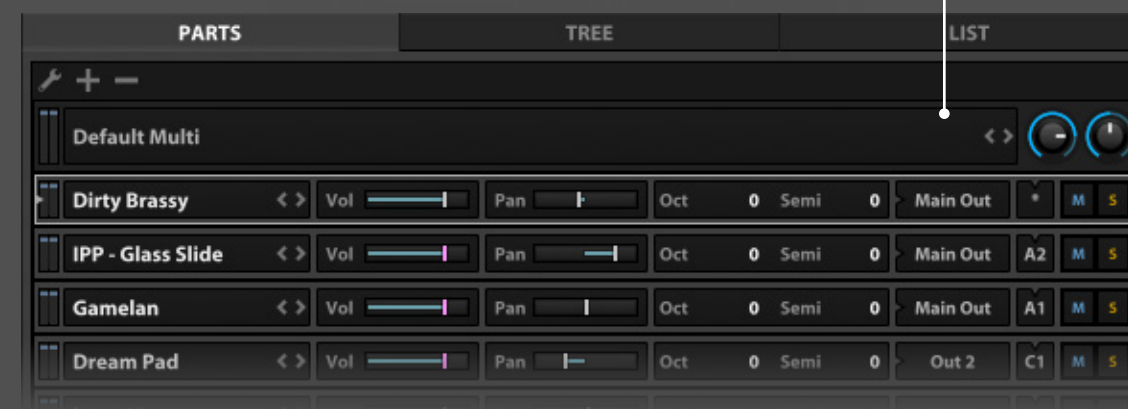 PARTS TREE LIST
Default Multi
Dirty Brassy Vol Pan Oct 0 Semi 0 Main Out * M S
IPP - Glass Slide Vol Pan Oct 0 Semi 0 Main Out A2 M S
Gamelan Vol Pan Oct 0 Semi 0 Main Out A1 M S
Dream Pad Vol Pan Oct 0 Semi 0 Out 2 C1 M S